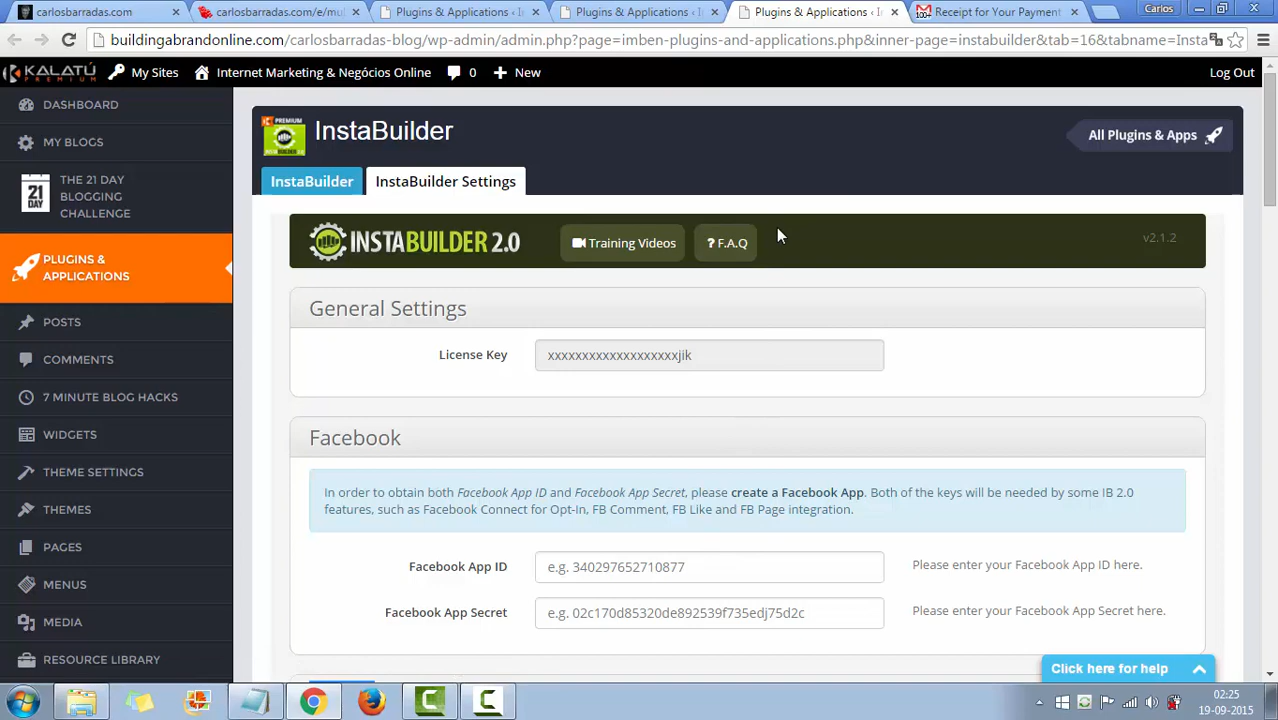 carlosbarradas.com
carlosbarradas.com/e/mul
Plugins & Applications ‹ I
Plugins & Applications ‹ I
Plugins & Applications ‹ I
Receipt for Your Payment
Carlos
buildingabrandonline.com/carlosbarradas-blog/wp-admin/admin.php?page=imben-plugins-and-applications.php&inner-page=instabuilder&tab=16&tabname=Insta
KALATÚ
PREMIUM
My Sites
Internet Marketing & Negócios Online
0
New
Log Out
DASHBOARD
MY BLOGS
21
DAY
THE 21 DAY
BLOGGING
CHALLENGE
PLUGINS &
APPLICATIONS
POSTS
COMMENTS
7 MINUTE BLOG HACKS
WIDGETS
THEME SETTINGS
THEMES
PAGES
MENUS
MEDIA
RESOURCE LIBRARY
PREMIUM
InstaBuilder
All Plugins & Apps
InstaBuilder
InstaBuilder Settings
INSTABUILDER 2.0
Training Videos
? F.A.Q
v2.1.2
General Settings
License Key
xxxxxxxxxxxxxxxxxxxjik
Facebook
In order to obtain both Facebook App ID and Facebook App Secret, please create a Facebook App. Both of the keys will be needed by some IB 2.0
features, such as Facebook Connect for Opt-In, FB Comment, FB Like and FB Page integration.
Facebook App ID
e.g. 340297652710877
Please enter your Facebook App ID here.
Facebook App Secret
e.g. 02c170d85320de892539f735edj75d2c
Please enter your Facebook App Secret here.
Click here for help
02:25
19-09-2015